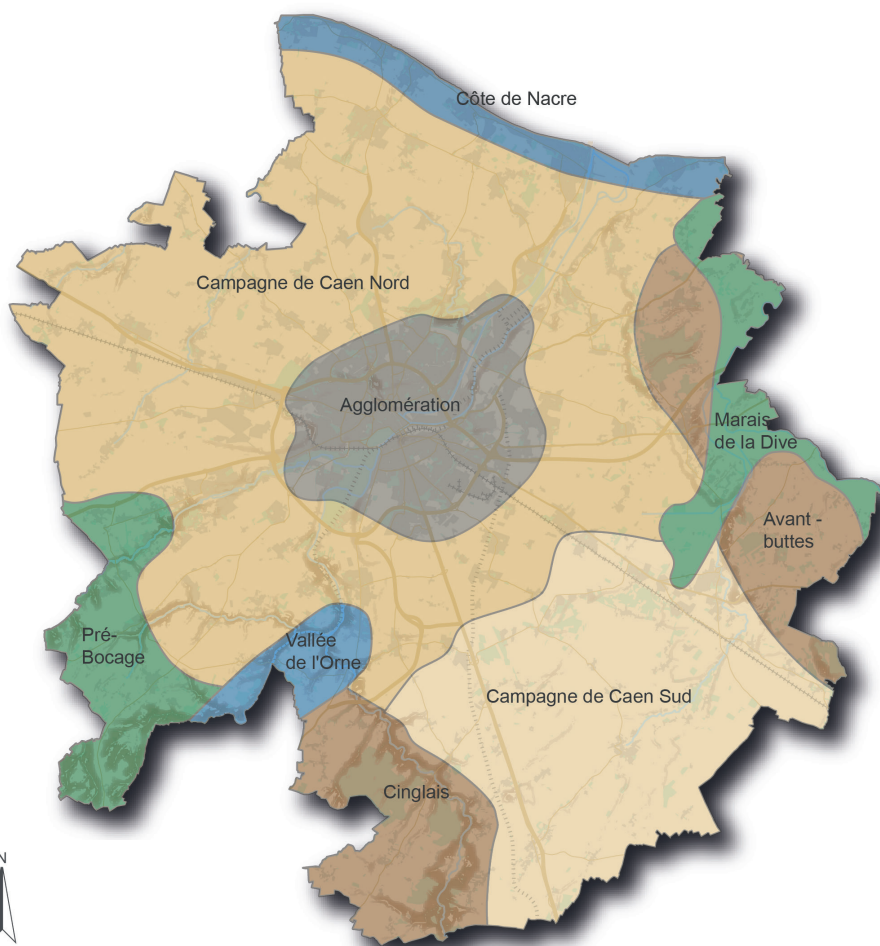 Côte de Nacre
Campagne de Caen Nord
Agglomération
Marais
de la Dive
Avant -
buttes
Pré-
Bocage
Vallée
de l'Orne
Campagne de Caen Sud
Cinglais
N